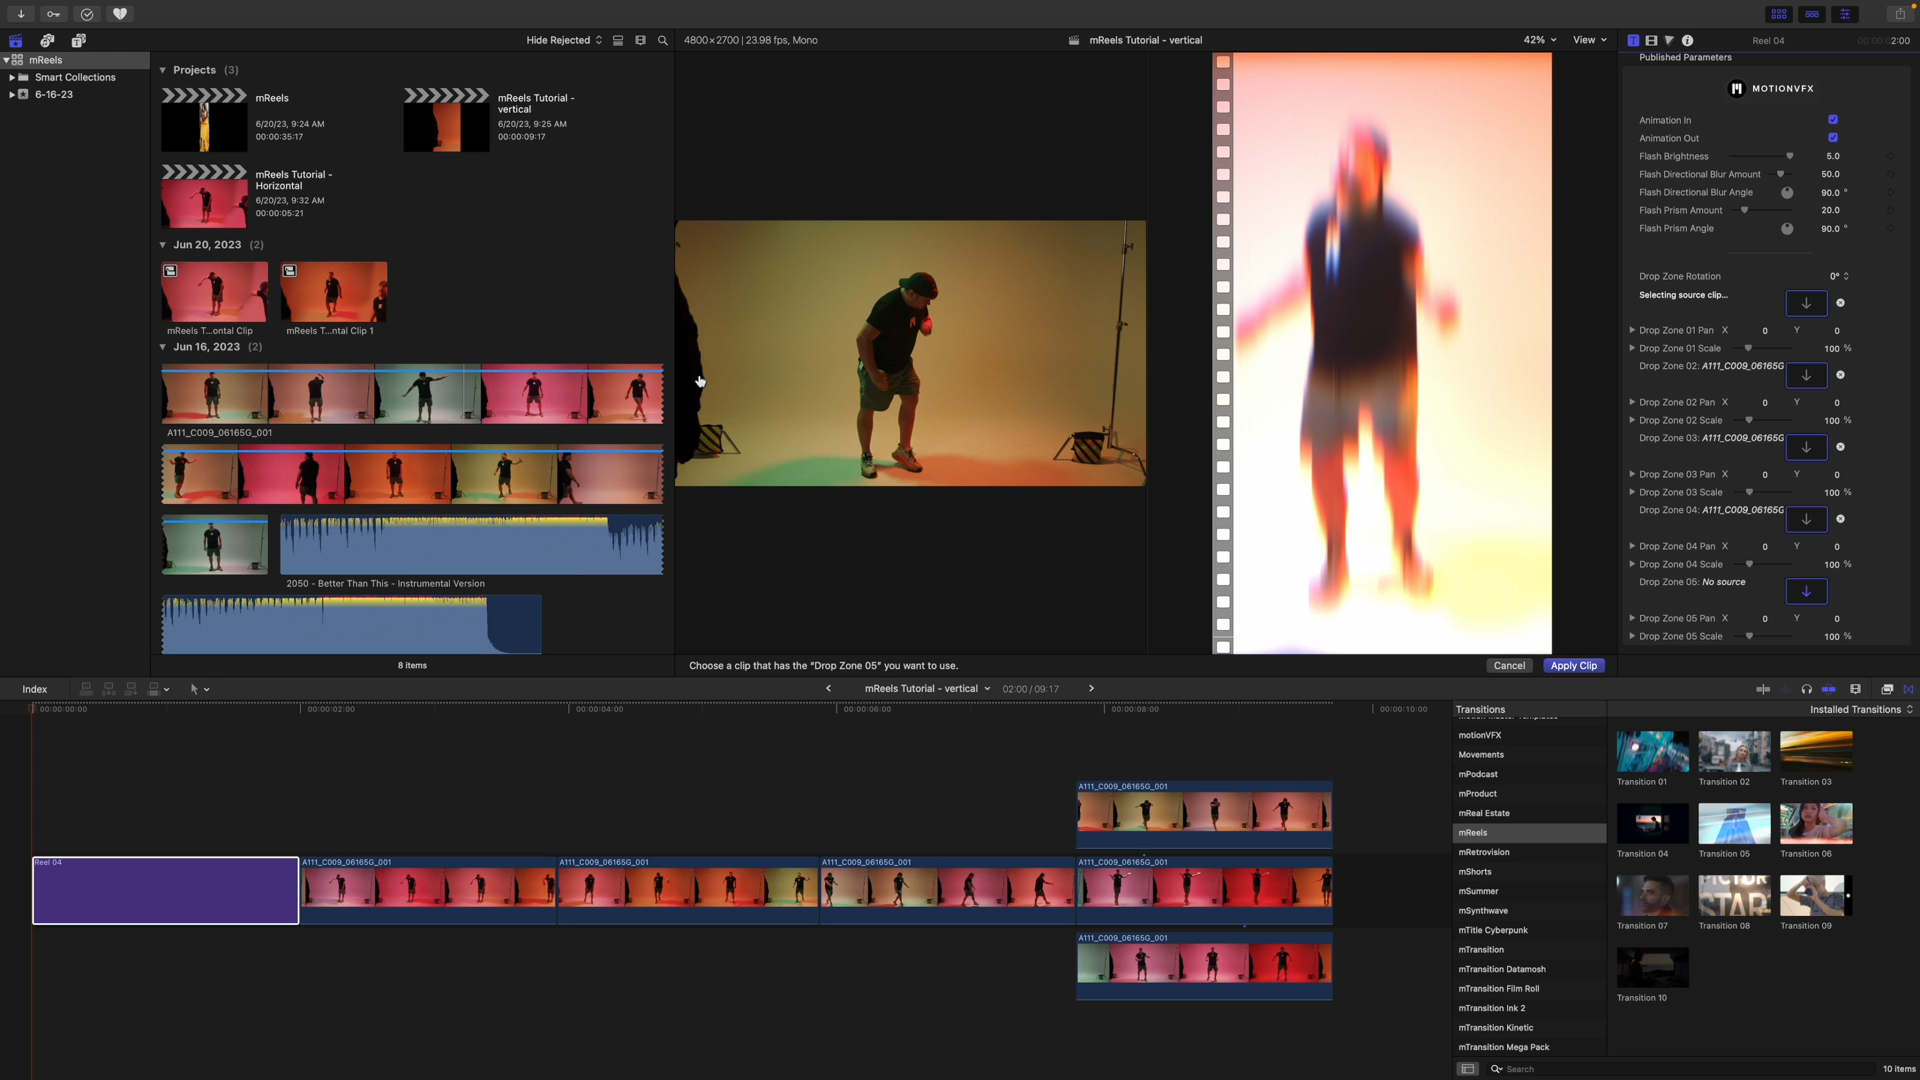 Hide Rejected
4800×2700 | 23.98 fps, Mono
mReels Tutorial - vertical
42%
View
Reel 04
00:00:02:00
mReels
Smart Collections
6-16-23
Projects (3)
mReels
6/20/23, 9:24 AM
00:00:35:17
mReels Tutorial -
vertical
6/20/23, 9:25 AM
00:00:09:17
mReels Tutorial -
Horizontal
6/20/23, 9:32 AM
00:00:05:21
Jun 20, 2023 (2)
mReels T...ontal Clip
mReels T...ntal Clip 1
Jun 16, 2023 (2)
A111_C009_06165G_001
2050 - Better Than This - Instrumental Version
8 items
Published Parameters
MOTIONVFX
Animation In
Animation Out
Flash Brightness 5.0
Flash Directional Blur Amount 50.0
Flash Directional Blur Angle 90.0 °
Flash Prism Amount 20.0
Flash Prism Angle 90.0 °
Drop Zone Rotation 0°
Selecting source clip...
Drop Zone 01 Pan X 0 Y 0
Drop Zone 01 Scale 100 %
Drop Zone 02: A111_C009_06165G
Drop Zone 02 Pan X 0 Y 0
Drop Zone 02 Scale 100 %
Drop Zone 03: A111_C009_06165G
Drop Zone 03 Pan X 0 Y 0
Drop Zone 03 Scale 100 %
Drop Zone 04: A111_C009_06165G
Drop Zone 04 Pan X 0 Y 0
Drop Zone 04 Scale 100 %
Drop Zone 05: No source
Drop Zone 05 Pan X 0 Y 0
Drop Zone 05 Scale 100 %
Choose a clip that has the "Drop Zone 05" you want to use.
Cancel
Apply Clip
Index
mReels Tutorial - vertical
02:00 / 09:17
00:00:00:00
00:00:02:00
00:00:04:00
00:00:06:00
00:00:08:00
00:00:10:00
A111_C009_06165G_001
Reel 04
A111_C009_06165G_001
A111_C009_06165G_001
A111_C009_06165G_001
A111_C009_06165G_001
A111_C009_06165G_001
Transitions
Installed Transitions
motionVFX
Movements
mPodcast
mProduct
mReal Estate
mReels
mRetrovision
mShorts
mSummer
mSynthwave
mTitle Cyberpunk
mTransition
mTransition Datamosh
mTransition Film Roll
mTransition Ink 2
mTransition Kinetic
mTransition Mega Pack
Transition 01
Transition 02
Transition 03
Transition 04
Transition 05
Transition 06
STAR
Transition 07
Transition 08
Transition 09
Transition 10
Search
10 items